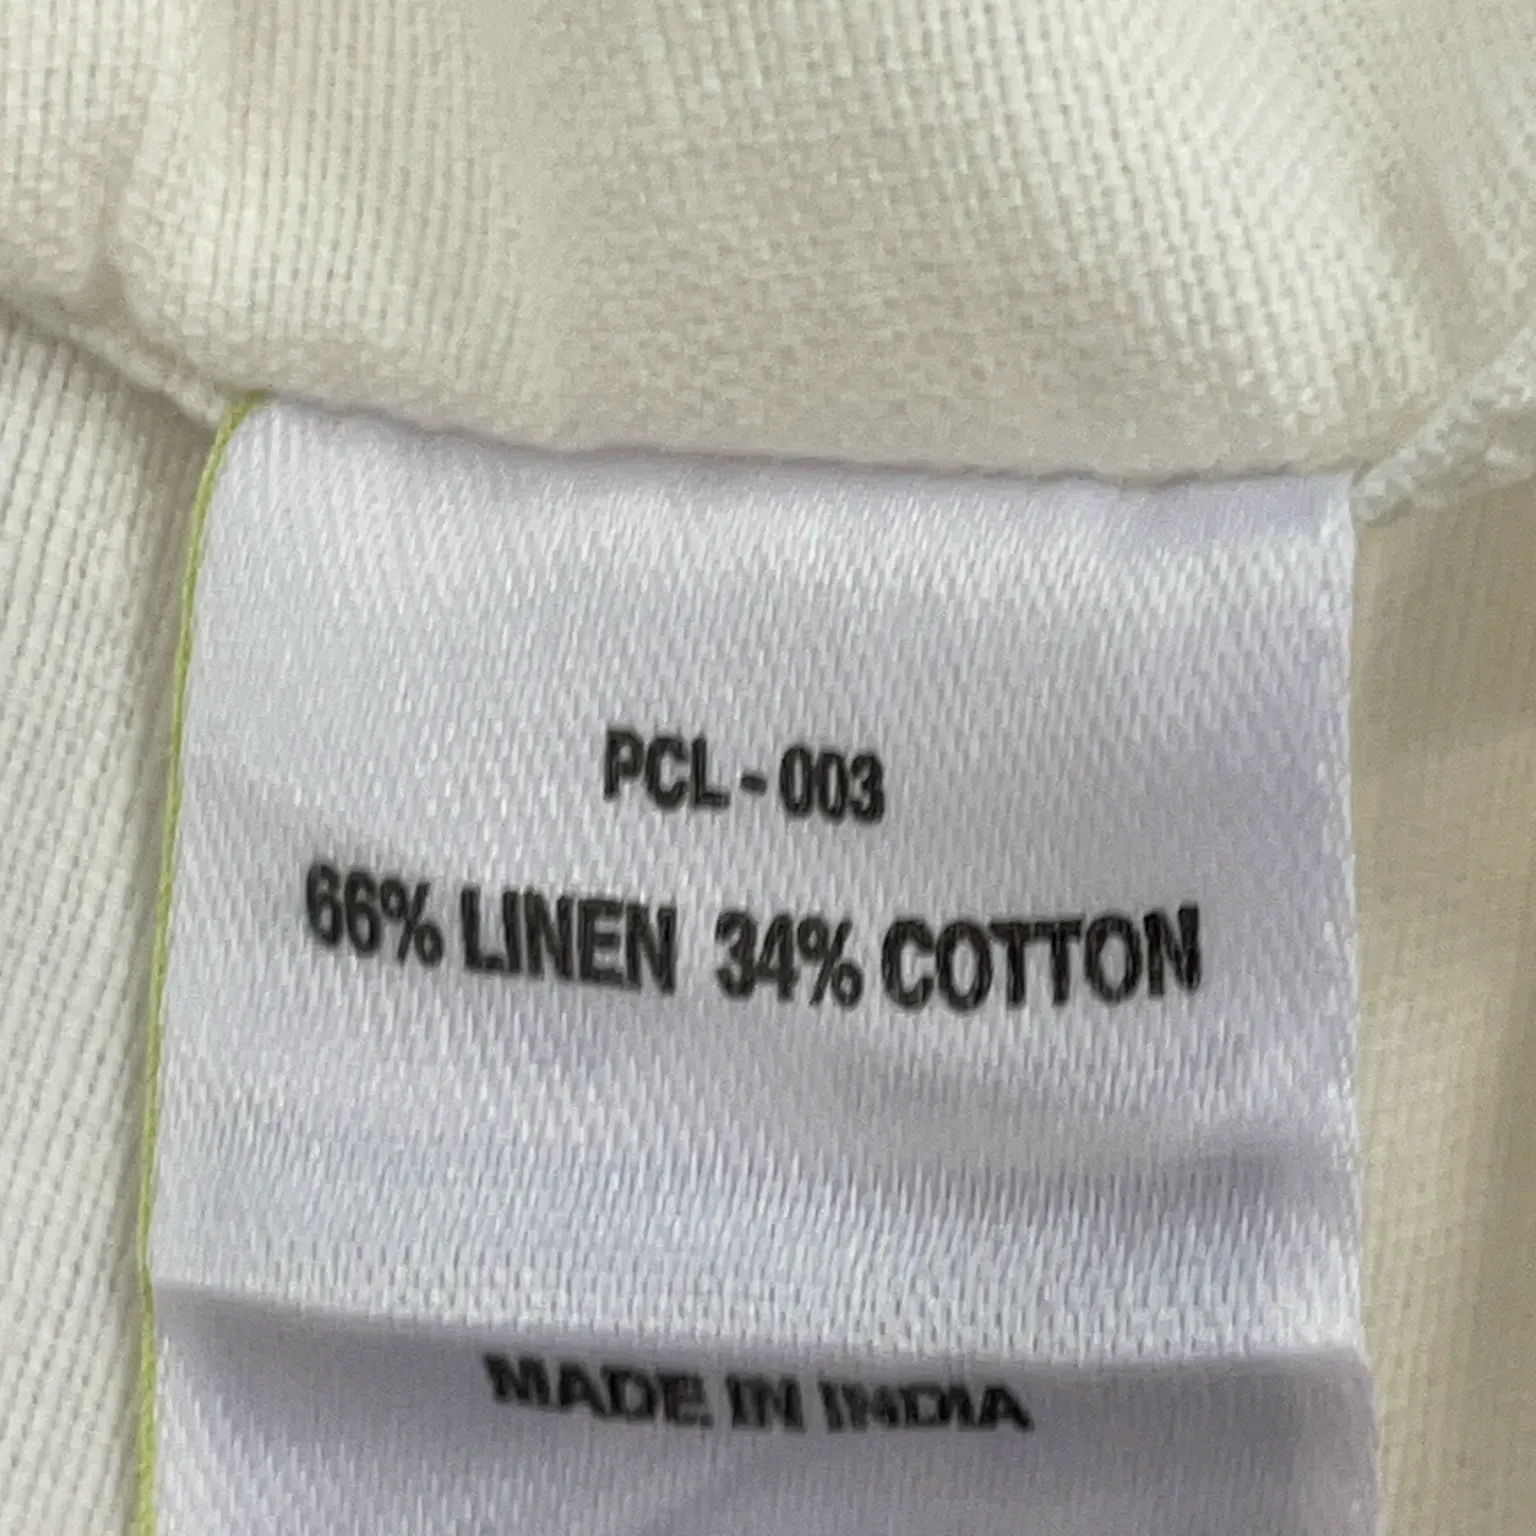 PCL - 003
66% LINEN 34% COTTON
MADE IN INDIA